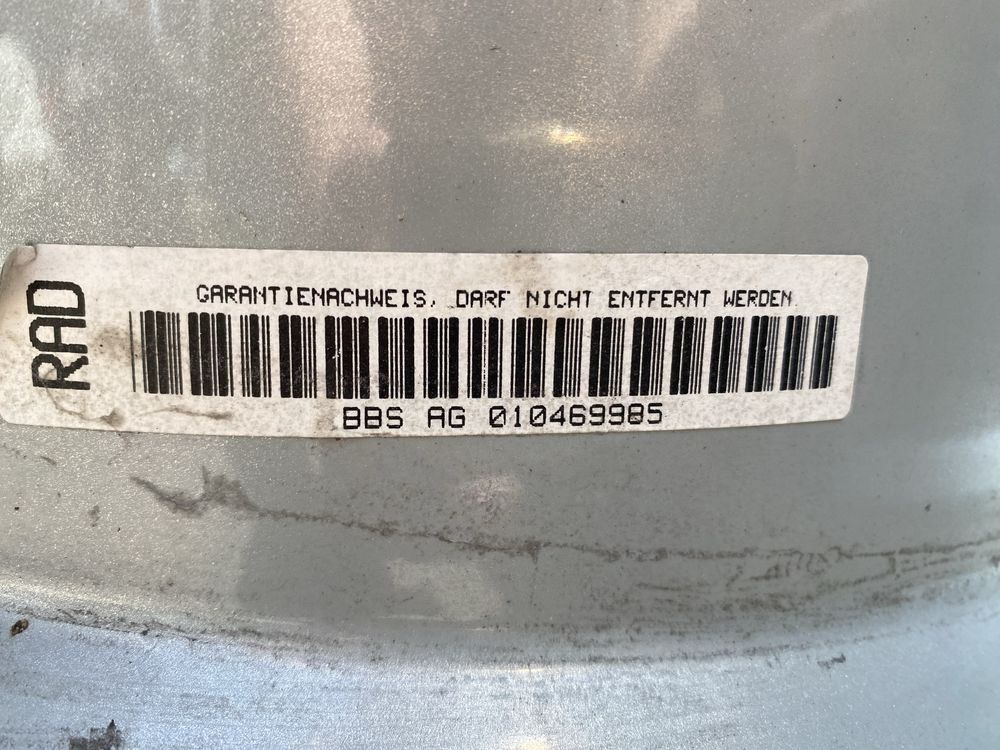 RAD
GARANTIENACHWEIS, DARF NICHT ENTFERNT WERDEN
BBS AG 010469985